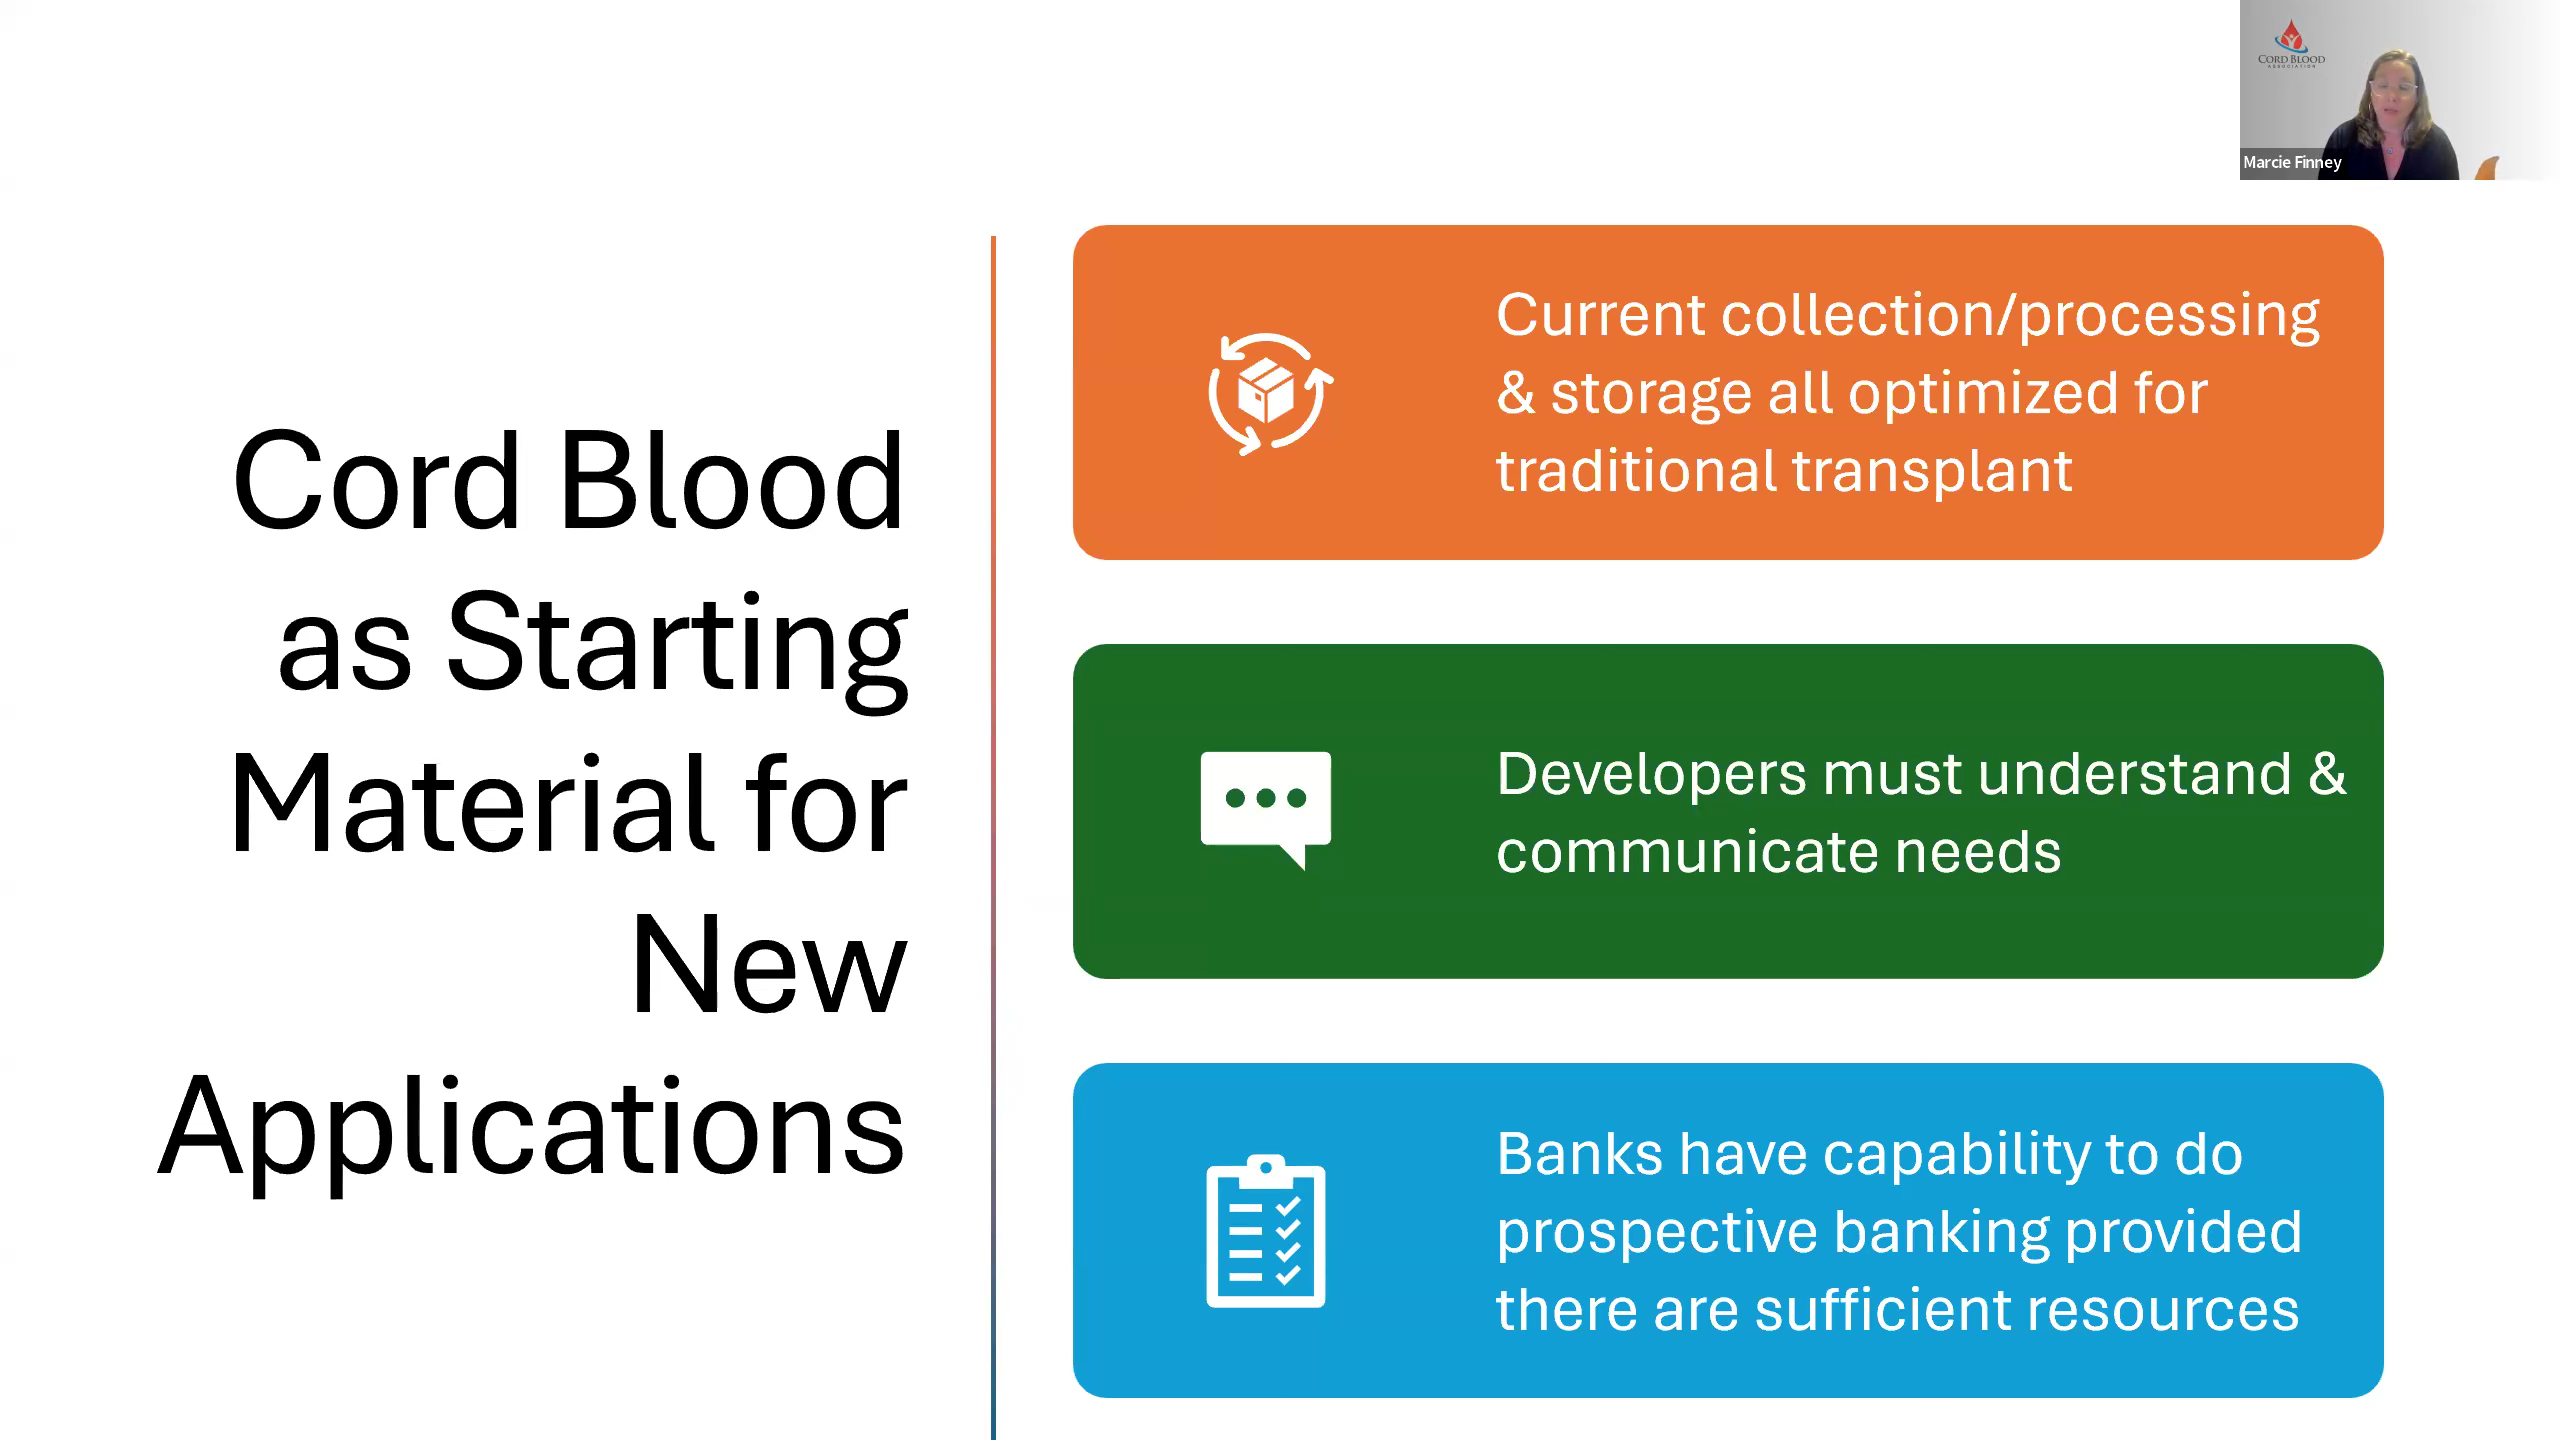 CORD BLOOD
ASSOCIATION
Marcie Finney
Cord Blood
as Starting
Material for
New
Applications
Current collection/processing
& storage all optimized for
traditional transplant
Developers must understand &
communicate needs
Banks have capability to do
prospective banking provided
there are sufficient resources